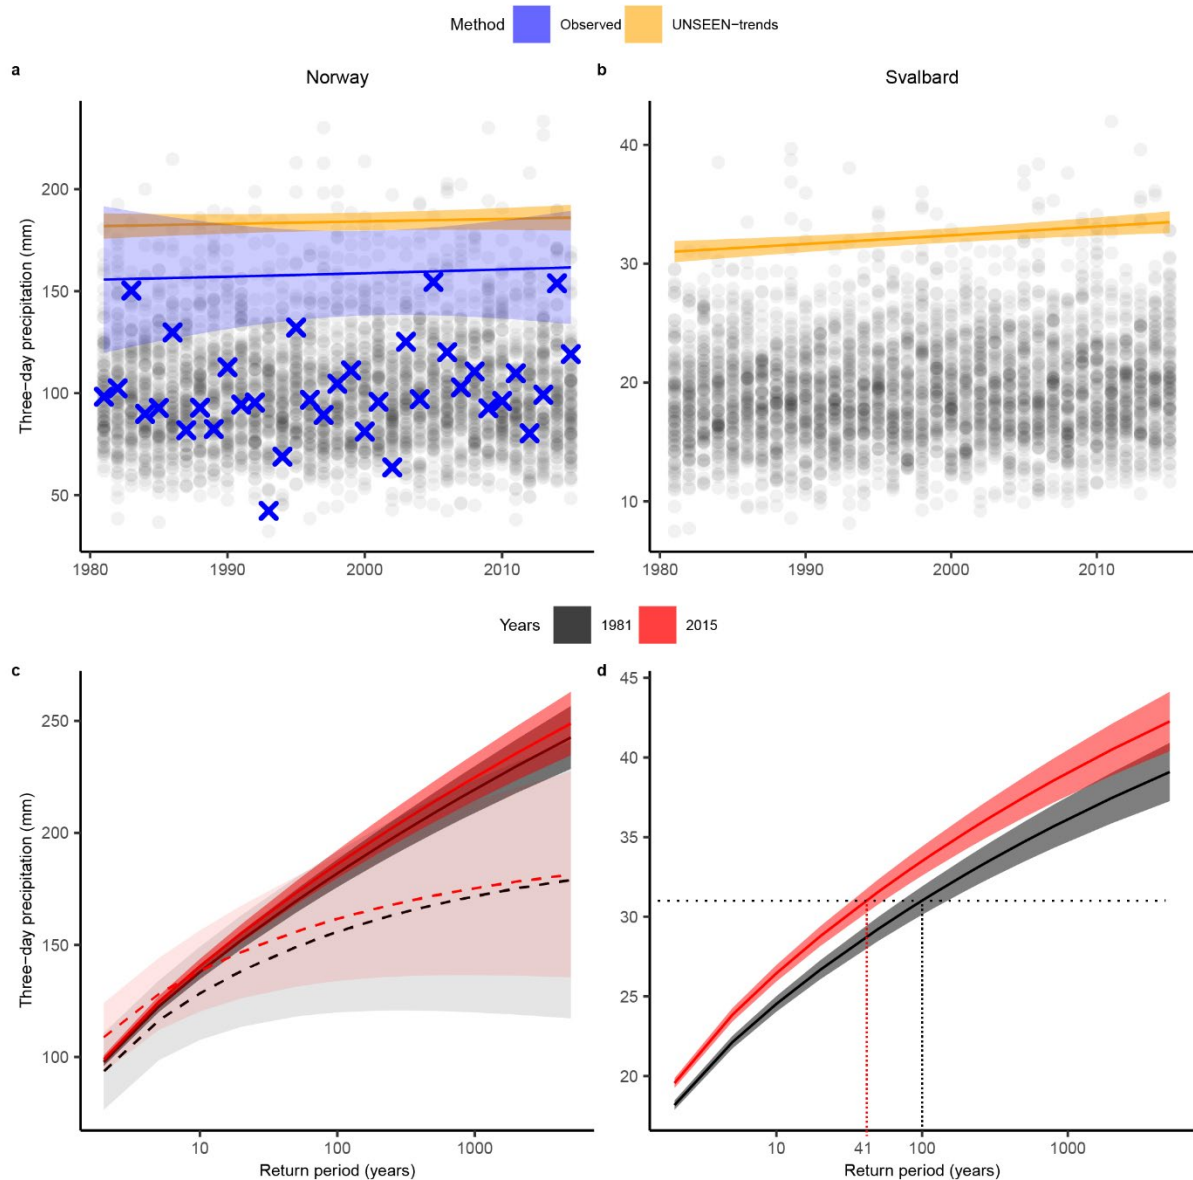 Method Observed UNSEEN−trends
a Norway
b Svalbard
Three−day precipitation (mm)
200
150
100
50
1980 1990 2000 2010
40
30
20
10
1980 1990 2000 2010
Years 1981 2015
c
d
Three−day precipitation (mm)
250
200
150
100
10 100 1000
Return period (years)
45
40
35
30
25
20
10 41 100 1000
Return period (years)